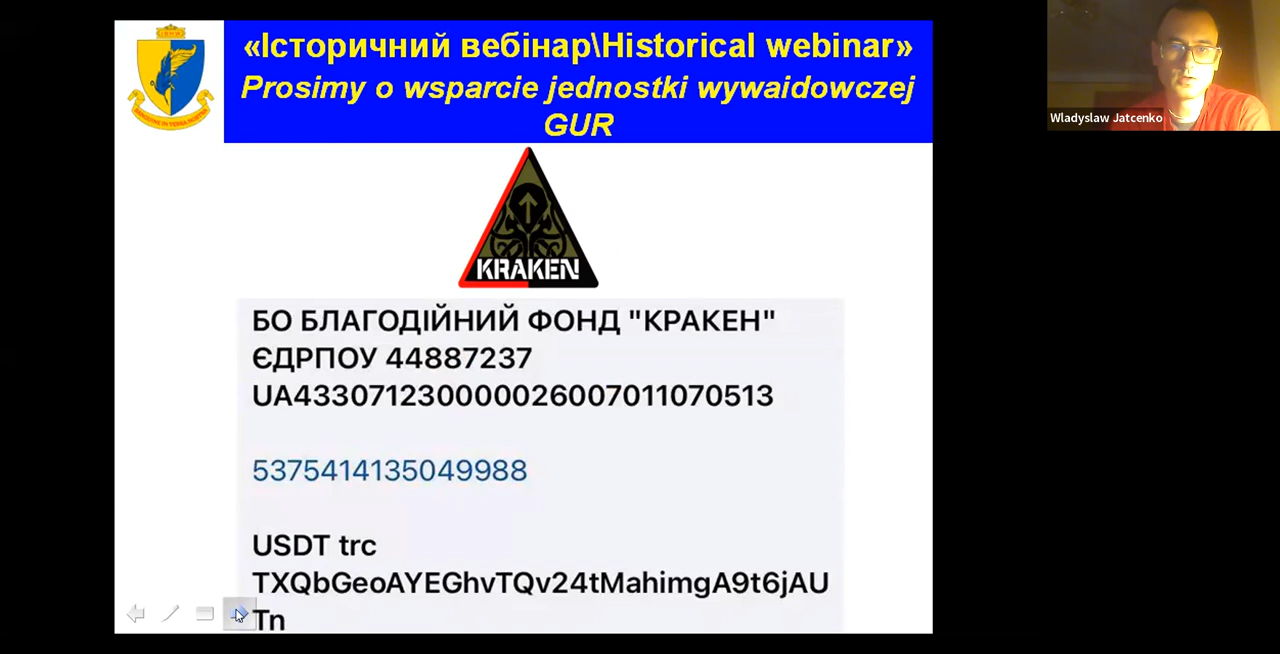 «Історичний вебінар\Historical webinar»
Prosimy o wsparcie jednostki wywaidowczej
GUR
Wladyslaw Jatcenko
KRAKEN
БО БЛАГОДІЙНИЙ ФОНД "КРАКЕН"
ЄДРПОУ 44887237
UA433071230000026007011070513
5375414135049988
USDT trc
TXQbGeoAYEGhvTQv24tMahimgA9t6jAU
Tn